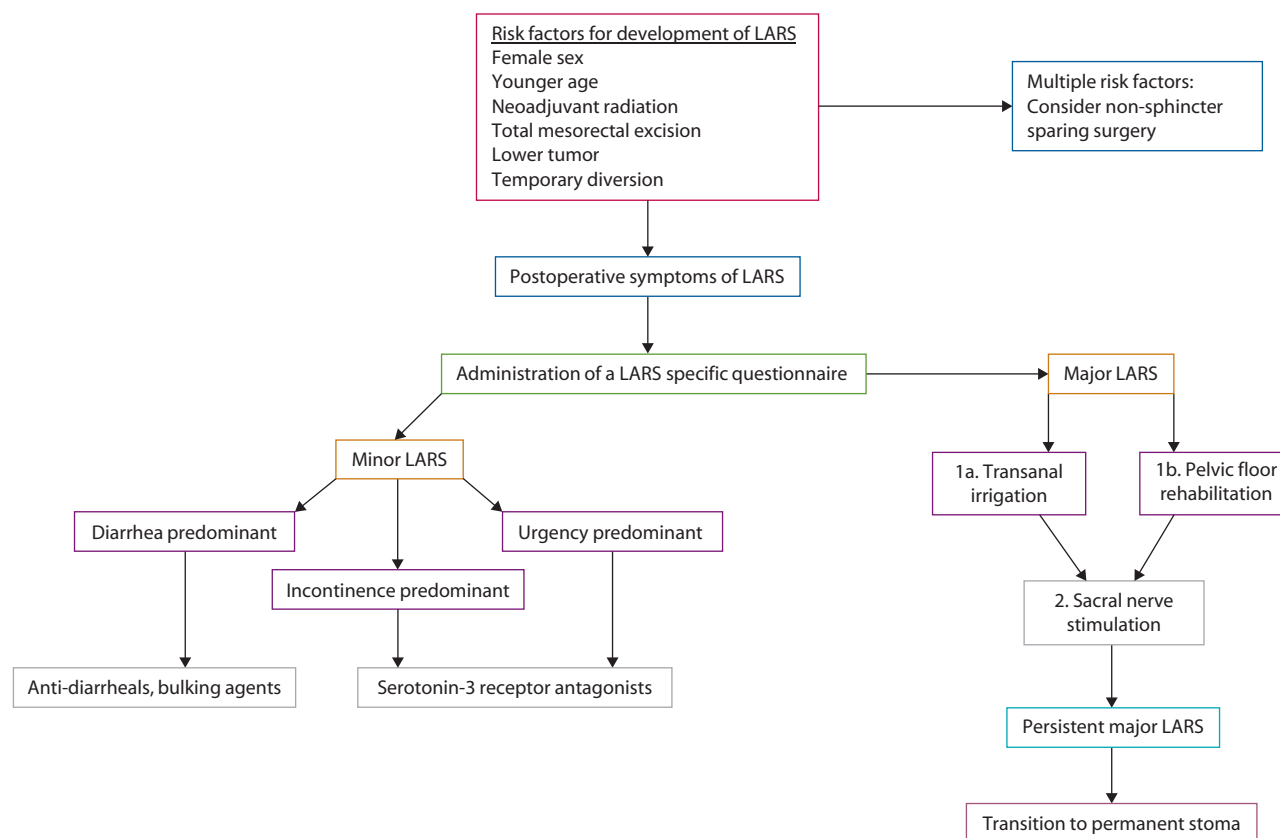 Risk factors for development of LARS
Female sex
Younger age
Neoadjuvant radiation
Total mesorectal excision
Lower tumor
Temporary diversion
Multiple risk factors:
Consider non-sphincter
sparing surgery
Postoperative symptoms of LARS
Administration of a LARS specific questionnaire
Major LARS
Minor LARS
1a. Transanal
irrigation
1b. Pelvic floor
rehabilitation
Diarrhea predominant
Urgency predominant
Incontinence predominant
2. Sacral nerve
stimulation
Anti-diarrheals, bulking agents
Serotonin-3 receptor antagonists
Persistent major LARS
Transition to permanent stoma